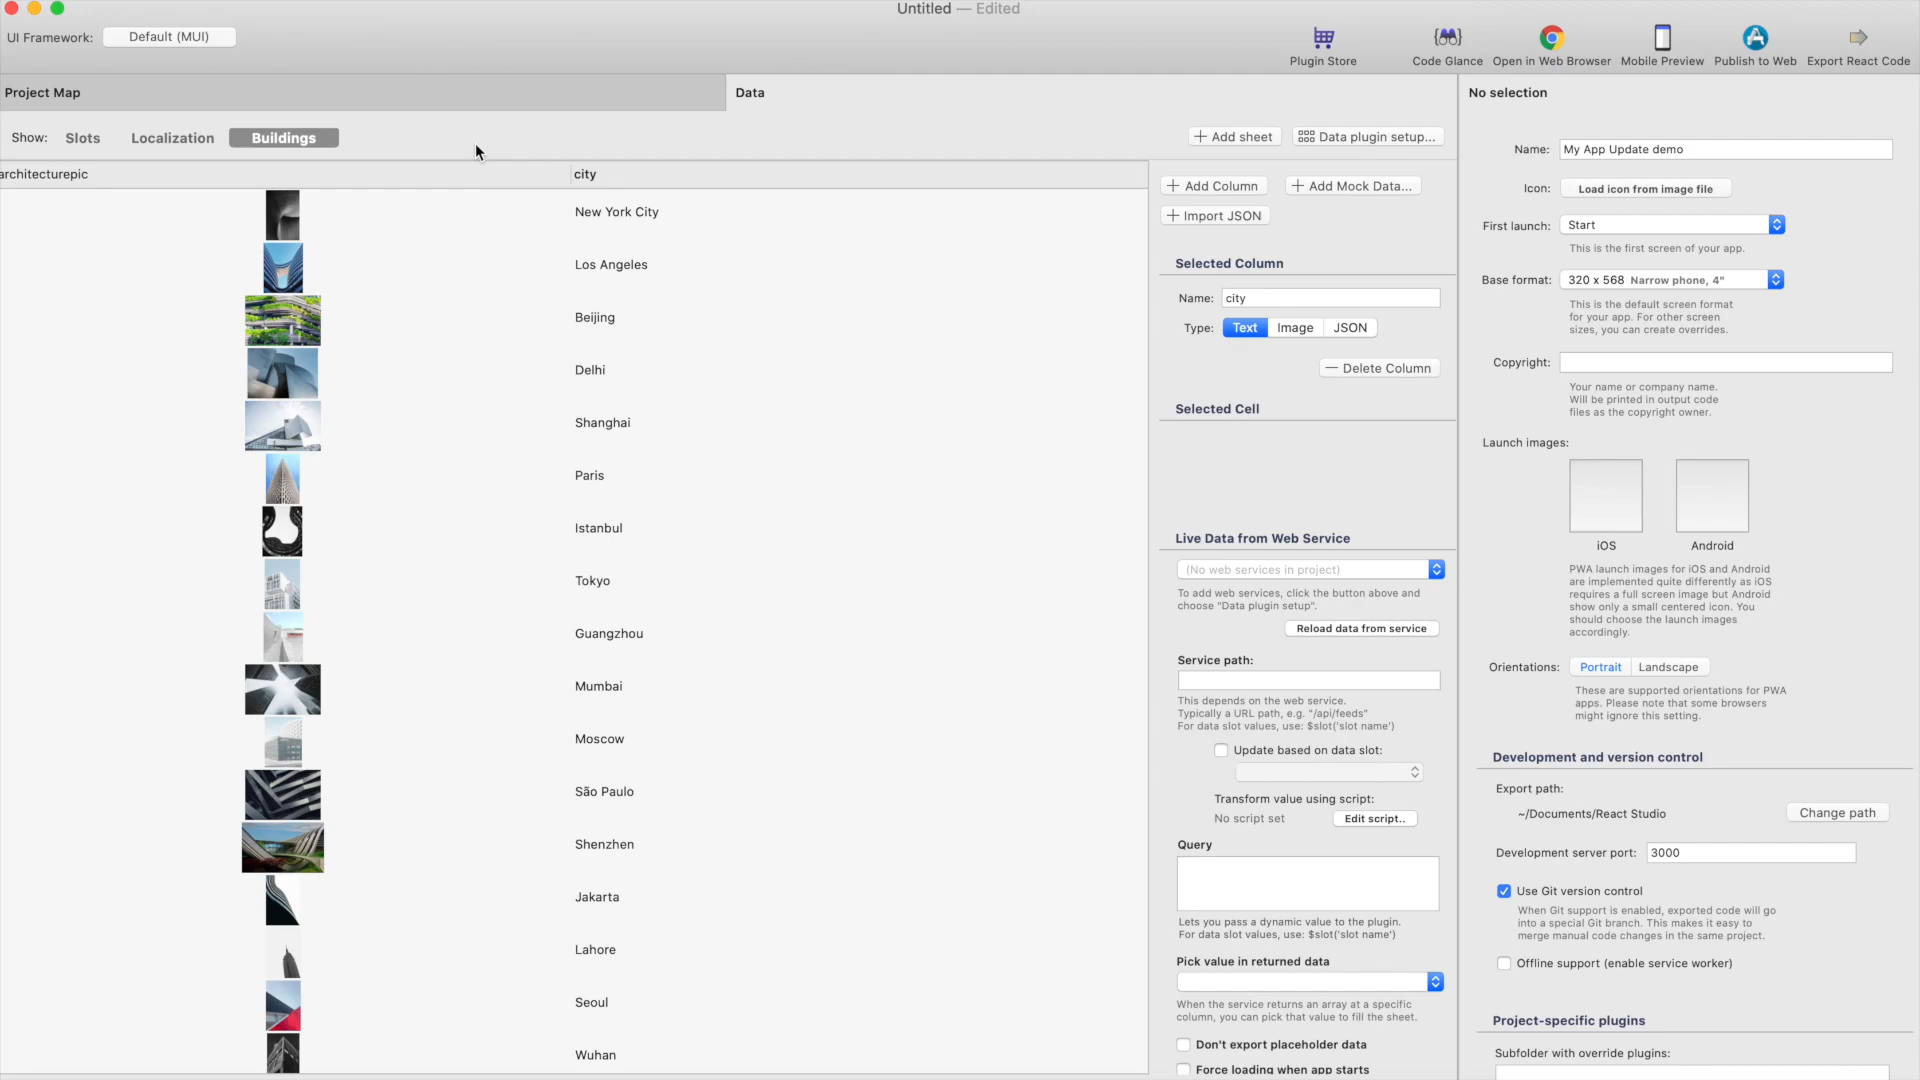 Untitled — Edited
UI Framework:
Default (MUI)
Plugin Store
Code Glance
Open in Web Browser
Mobile Preview
Publish to Web
Export React Code
Project Map
Data
No selection
Show:
Slots
Localization
Buildings
+ Add sheet
Data plugin setup...
architecturepic
city
New York City
Los Angeles
Beijing
Delhi
Shanghai
Paris
Istanbul
Tokyo
Guangzhou
Mumbai
Moscow
São Paulo
Shenzhen
Jakarta
Lahore
Seoul
Wuhan
+ Add Column
+ Add Mock Data...
+ Import JSON
Selected Column
Name: city
Type: Text Image JSON
— Delete Column
Selected Cell
Live Data from Web Service
(No web services in project)
To add web services, click the button above and
choose "Data plugin setup".
Reload data from service
Service path:
This depends on the web service.
Typically a URL path, e.g. "/api/feeds"
For data slot values, use: $slot('slot name')
Update based on data slot:
Transform value using script:
No script set
Edit script..
Query
Lets you pass a dynamic value to the plugin.
For data slot values, use: $slot('slot name')
Pick value in returned data
When the service returns an array at a specific
column, you can pick that value to fill the sheet.
Don't export placeholder data
Force loading when app starts
Name: My App Update demo
Icon: Load icon from image file
First launch: Start
This is the first screen of your app.
Base format: 320 x 568 Narrow phone, 4"
This is the default screen format
for your app. For other screen
sizes, you can create overrides.
Copyright:
Your name or company name.
Will be printed in output code
files as the copyright owner.
Launch images:
iOS
Android
PWA launch images for iOS and Android
are implemented quite differently as iOS
requires a full screen image but Android
show only a small centered icon. You
should choose the launch images
accordingly.
Orientations: Portrait Landscape
These are supported orientations for PWA
apps. Please note that some browsers
might ignore this setting.
Development and version control
Export path:
~/Documents/React Studio
Change path
Development server port: 3000
Use Git version control
When Git support is enabled, exported code will go
into a special Git branch. This makes it easy to
merge manual code changes in the same project.
Offline support (enable service worker)
Project-specific plugins
Subfolder with override plugins: